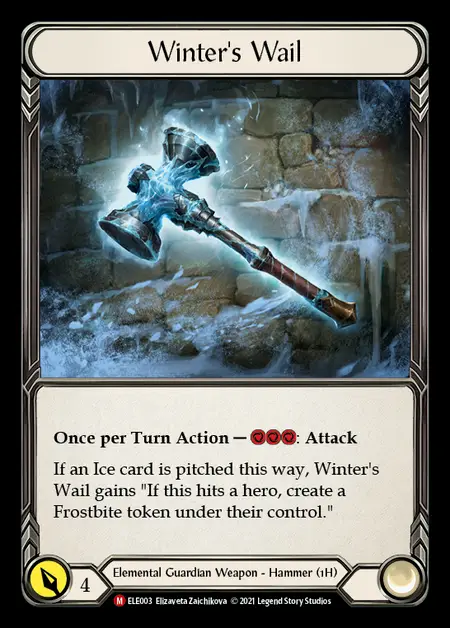 Winter's Wail
Once per Turn Action — : Attack
If an Ice card is pitched this way, Winter's
Wail gains "If this hits a hero, create a
Frostbite token under their control."
4
Elemental Guardian Weapon - Hammer (1H)
M ELE003 Elizaveta Zaichikova © 2021 Legend Story Studios